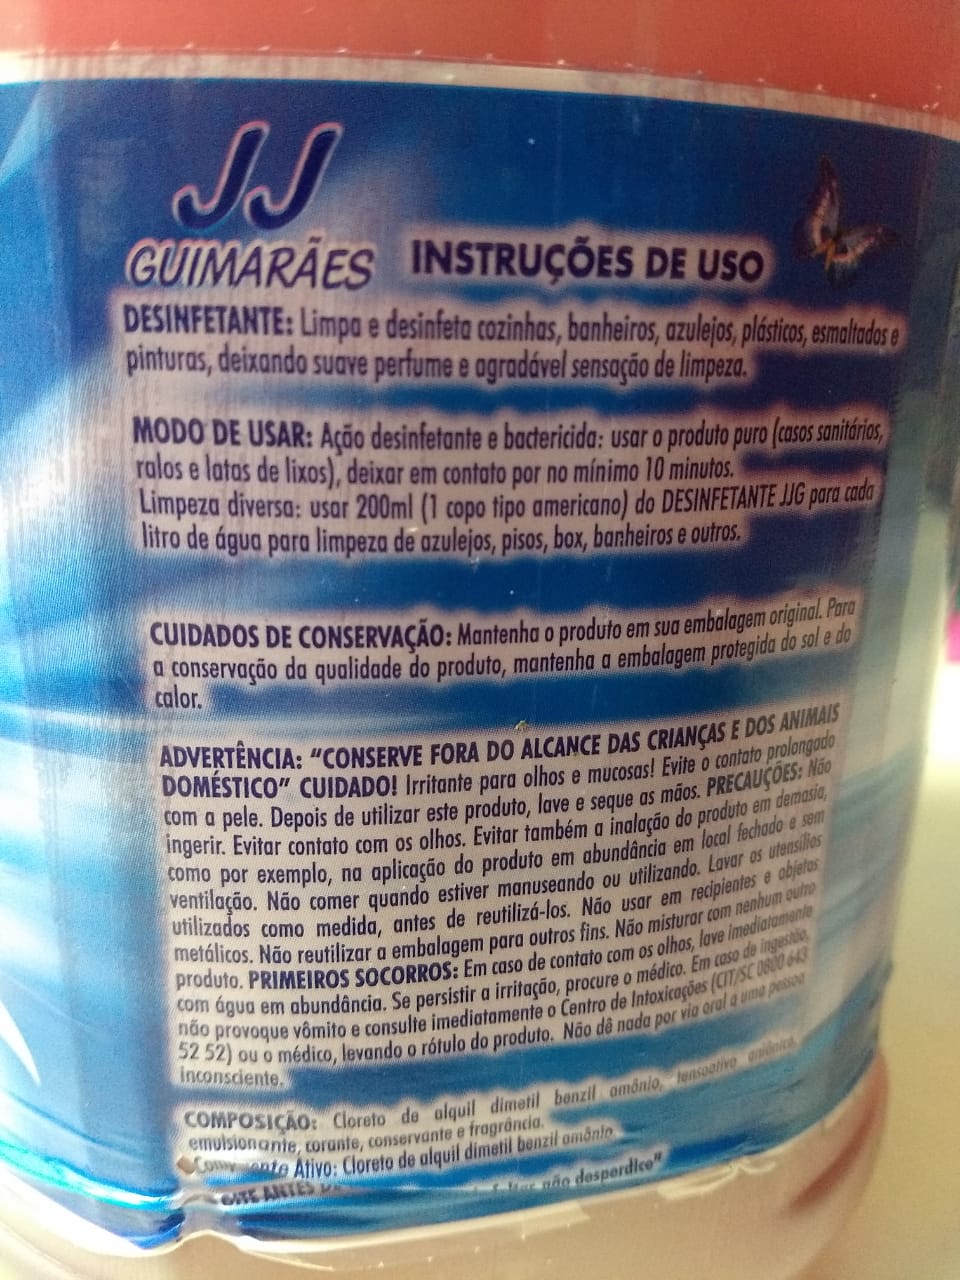 JJ
GUIMARÃES
INSTRUÇÕES DE USO
DESINFETANTE: Limpa e desinfeta cozinhas, banheiros, azulejos, plásticos, esmaltados e
pinturas, deixando suave perfume e agradável sensação de limpeza.
MODO DE USAR: Ação desinfetante e bactericida: usar o produto puro (casos sanitários,
ralos e latas de lixos), deixar em contato por no mínimo 10 minutos.
Limpeza diversa: usar 200ml (1 copo tipo americano) do DESINFETANTE JJG para cada
litro de água para limpeza de azulejos, pisos, box, banheiros e outros.
CUIDADOS DE CONSERVAÇÃO: Mantenha o produto em sua embalagem original. Para
a conservação da qualidade do produto, mantenha a embalagem protegida do sol e do
calor.
ADVERTÊNCIA: “CONSERVE FORA DO ALCANCE DAS CRIANÇAS E DOS ANIMAIS
DOMÉSTICO” CUIDADO! Irritante para olhos e mucosas! Evite o contato prolongado
com a pele. Depois de utilizar este produto, lave e seque as mãos. PRECAUÇÕES: Não
ingerir. Evitar contato com os olhos. Evitar também a inalação do produto em demasia,
como por exemplo, na aplicação do produto em abundância em local fechado e sem
ventilação. Não comer quando estiver manuseando ou utilizando. Lavar os utensílios
utilizados como medida, antes de reutilizá-los. Não usar em recipientes e objetos
metálicos. Não reutilizar a embalagem para outros fins. Não misturar com nenhum outro
produto. PRIMEIROS SOCORROS: Em caso de contato com os olhos, lave imediatamente
com água em abundância. Se persistir a irritação, procure o médico. Em caso de ingestão,
não provoque vômito e consulte imediatamente o Centro de Intoxicações (CIT/SC 0800 643
52 52) ou o médico, levando o rótulo do produto. Não dê nada por via oral a uma pessoa
inconsciente.
COMPOSIÇÃO: Cloreto de alquil dimetil benzil amônio, tensoativo aniônico,
emulsionante, corante, conservante e fragrância.
Ativo: Cloreto de alquil dimetil benzil amônio
ANTES não desperdice”